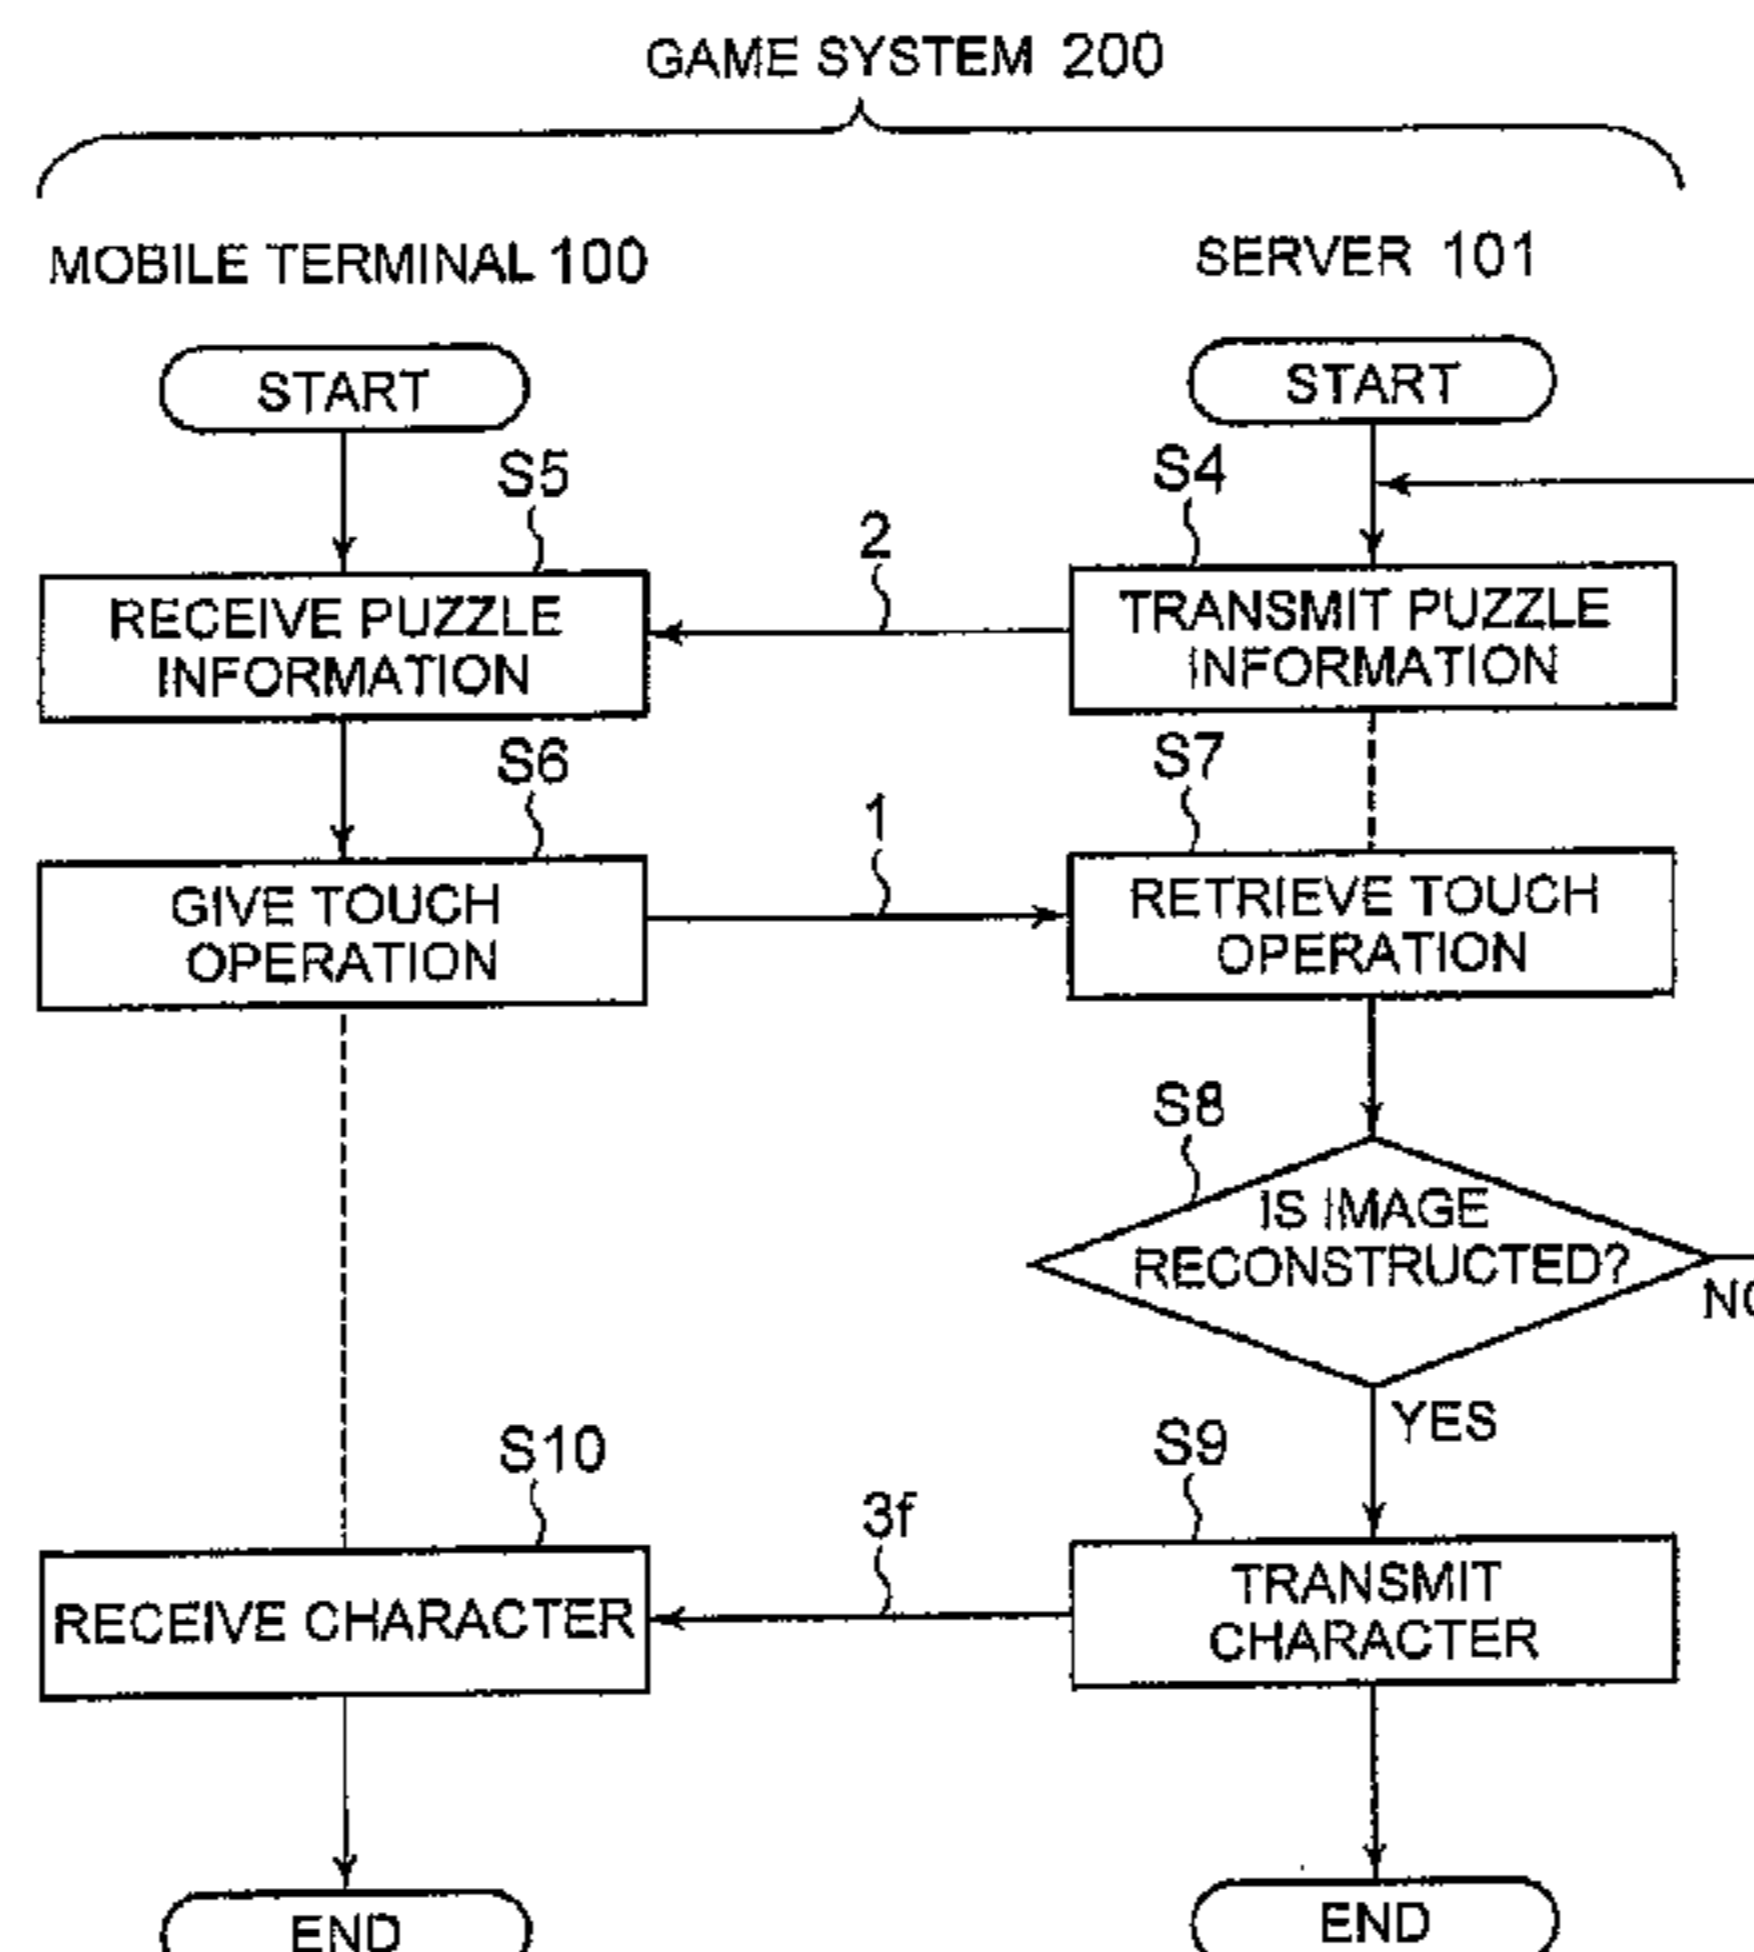 GAME SYSTEM 200
MOBILE TERMINAL 100
SERVER 101
START
START
S5
S4
2
RECEIVE PUZZLE
INFORMATION
TRANSMIT PUZZLE
INFORMATION
S6
S7
1
GIVE TOUCH
OPERATION
RETRIEVE TOUCH
OPERATION
S8
IS IMAGE
RECONSTRUCTED?
NO
YES
S10
S9
3f
RECEIVE CHARACTER
TRANSMIT
CHARACTER
END
END